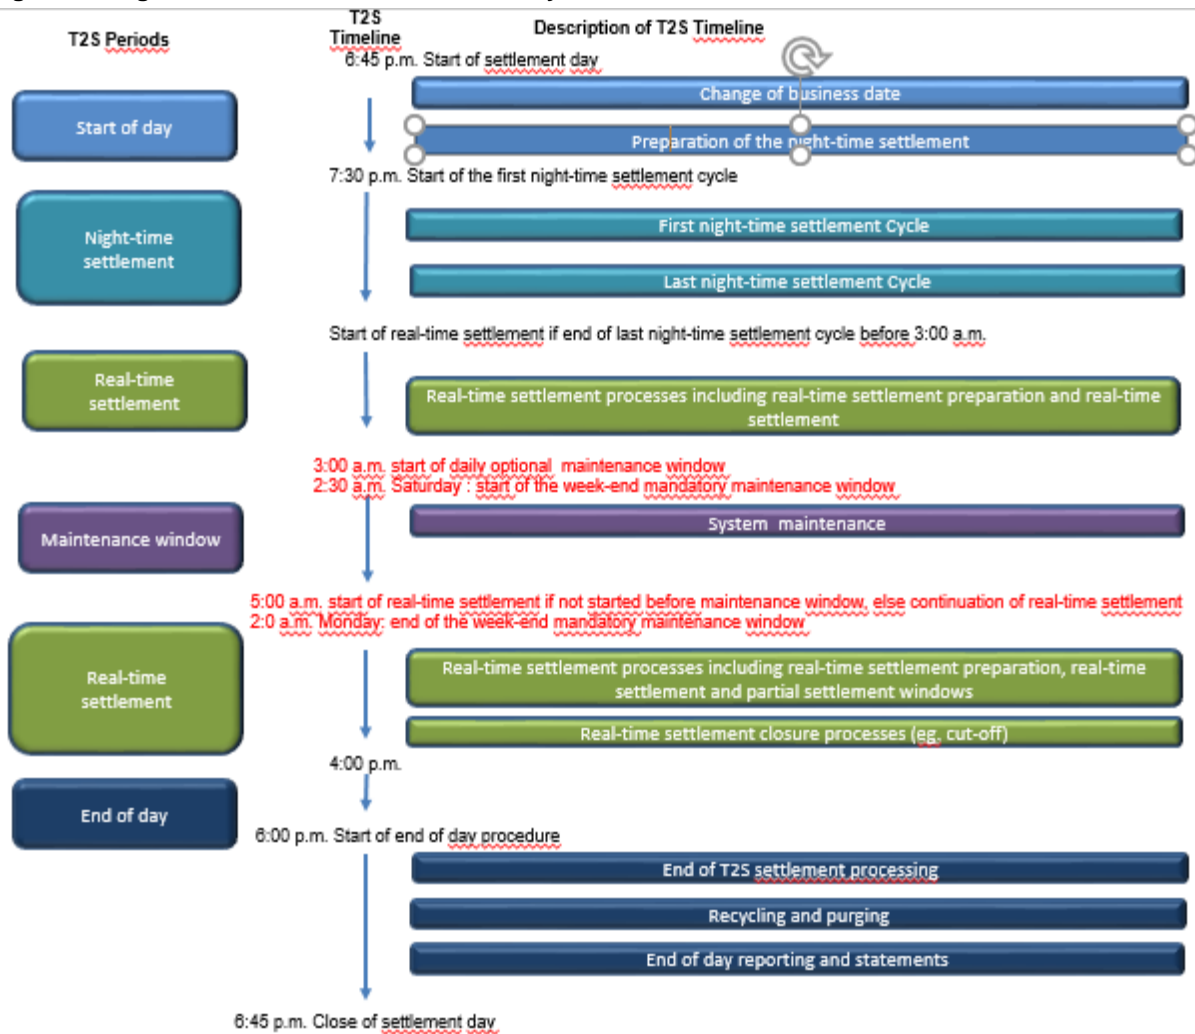 T2S Periods
T2S
Timeline
Description of T2S Timeline
6:45 p.m. Start of settlement day
Change of business date
Start of day
Preparation of the night-time settlement
7:30 p.m. Start of the first night-time settlement cycle
Night-time
settlement
First night-time settlement Cycle
Last night-time settlement Cycle
Start of real-time settlement if end of last night-time settlement cycle before 3:00 a.m.
Real-time
settlement
Real-time settlement processes including real-time settlement preparation and real-time
settlement
3:00 a.m. start of daily optional  maintenance window
2:30 a.m. Saturday : start of the week-end mandatory maintenance window
Maintenance window
System  maintenance
5:00 a.m. start of real-time settlement if not started before maintenance window, else continuation of real-time settlement
2:0 a.m. Monday: end of the week-end mandatory maintenance window
Real-time
settlement
Real-time settlement processes including real-time settlement preparation, real-time
settlement and partial settlement windows
Real-time settlement closure processes (eg. cut-off)
4:00 p.m.
End of day
6:00 p.m. Start of end of day procedure
End of T2S settlement processing
Recycling and purging
End of day reporting and statements
6:45 p.m. Close of settlement day